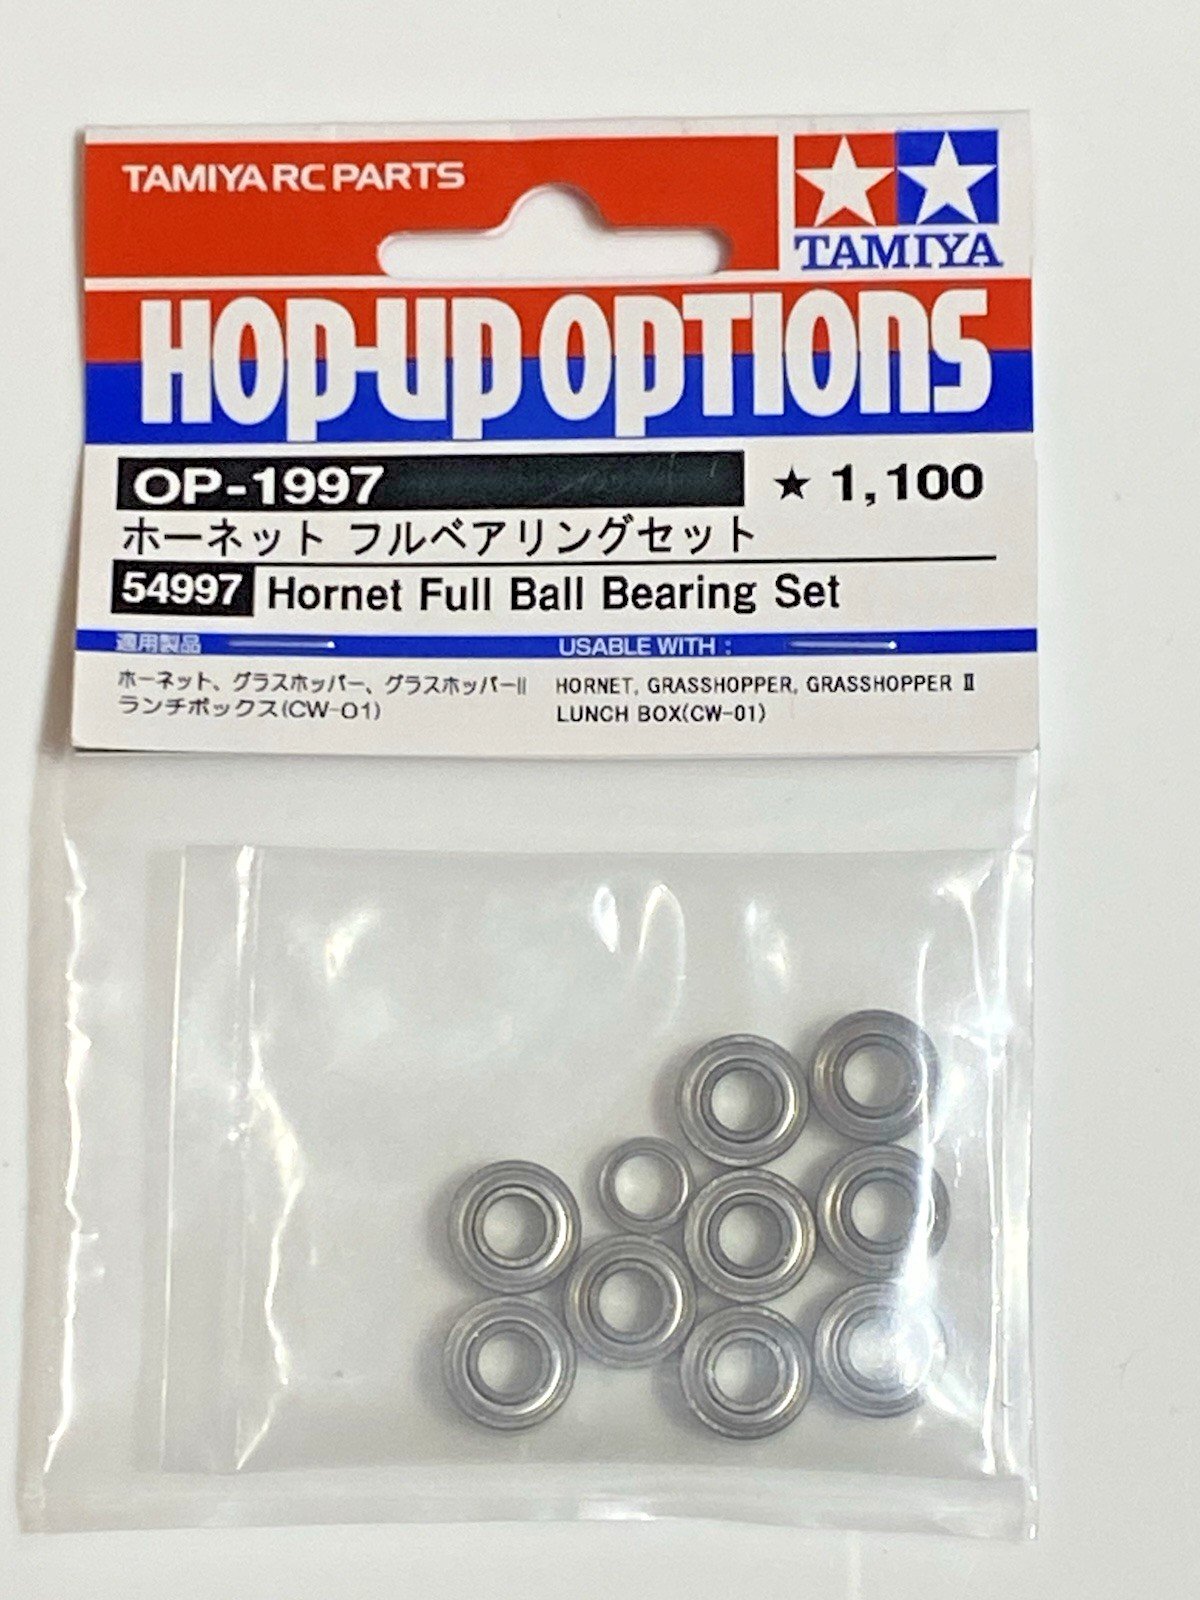 TAMIYA RC PARTS
TAMIYA
HOP-UP OPTIONS
OP-1997 ★ 1,100
ホーネット フルベアリングセット
54997 Hornet Full Ball Bearing Set
適用製品 USABLE WITH :
ホーネット、グラスホッパー、グラスホッパーII
ランチボックス(CW-01)
HORNET, GRASSHOPPER, GRASSHOPPER II
LUNCH BOX(CW-01)